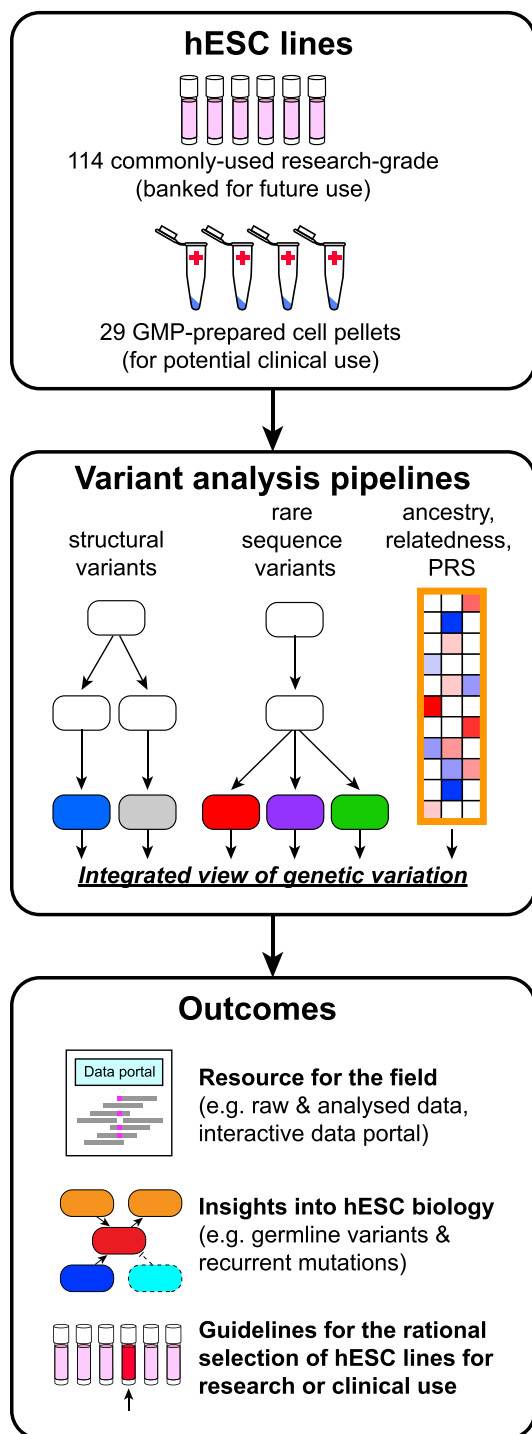 hESC lines
114 commonly-used research-grade
(banked for future use)
29 GMP-prepared cell pellets
(for potential clinical use)
Variant analysis pipelines
structural
variants
rare
sequence
variants
ancestry,
relatedness,
PRS
Integrated view of genetic variation
Outcomes
Data portal
Resource for the field
(e.g. raw & analysed data,
interactive data portal)
Insights into hESC biology
(e.g. germline variants &
recurrent mutations)
Guidelines for the rational
selection of hESC lines for
research or clinical use